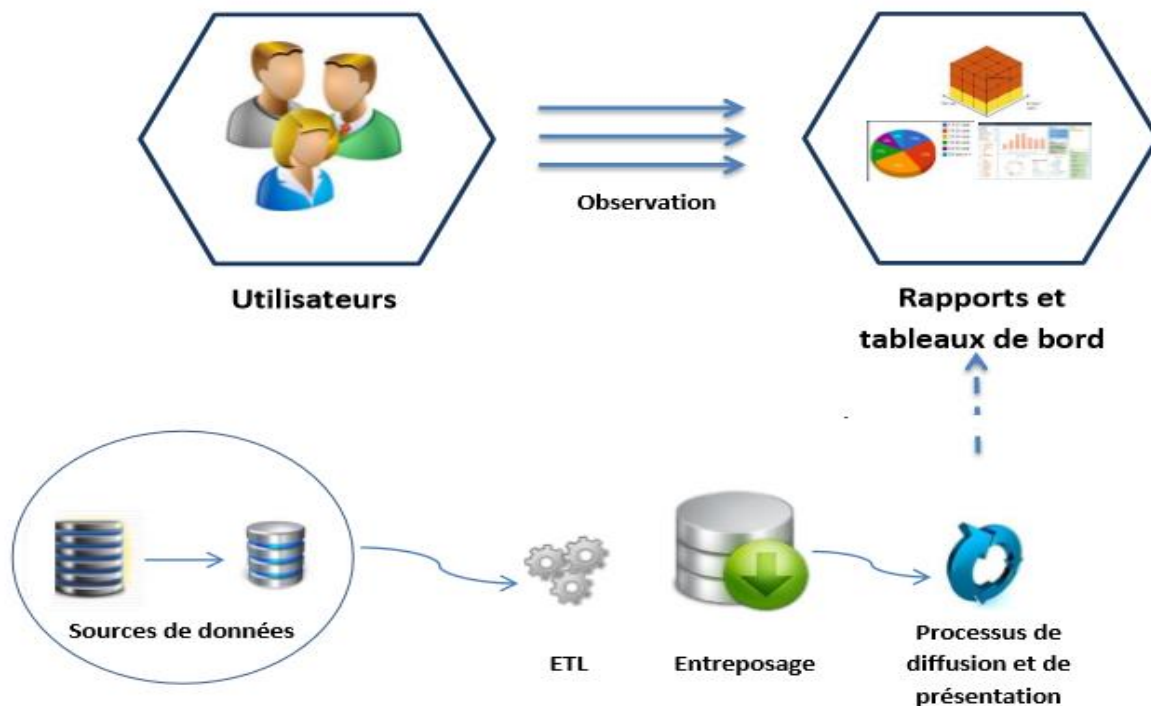 Observation
Utilisateurs
Rapports et
tableaux de bord
Sources de données
ETL
Entreposage
Processus de
diffusion et de
présentation